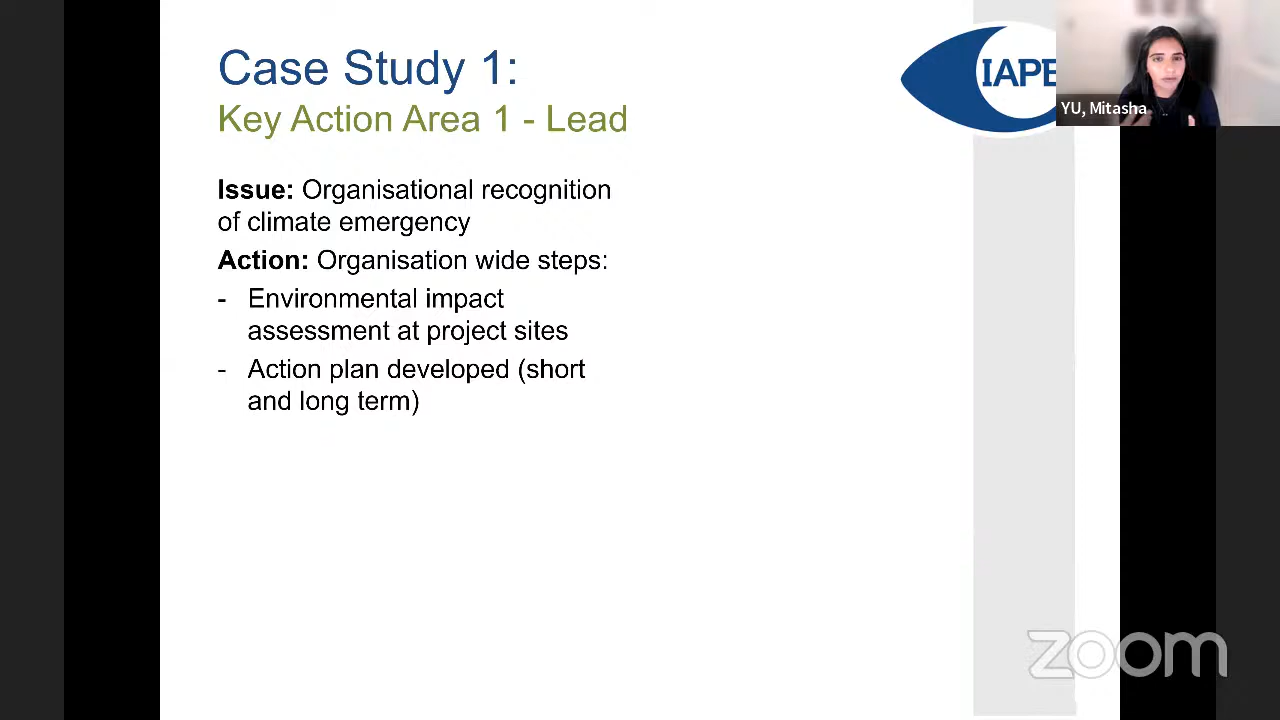 Case Study 1:
Key Action Area 1 - Lead
IAPB
YU, Mitasha
Issue: Organisational recognition
of climate emergency
Action: Organisation wide steps:
- Environmental impact
assessment at project sites
- Action plan developed (short
and long term)
zoom